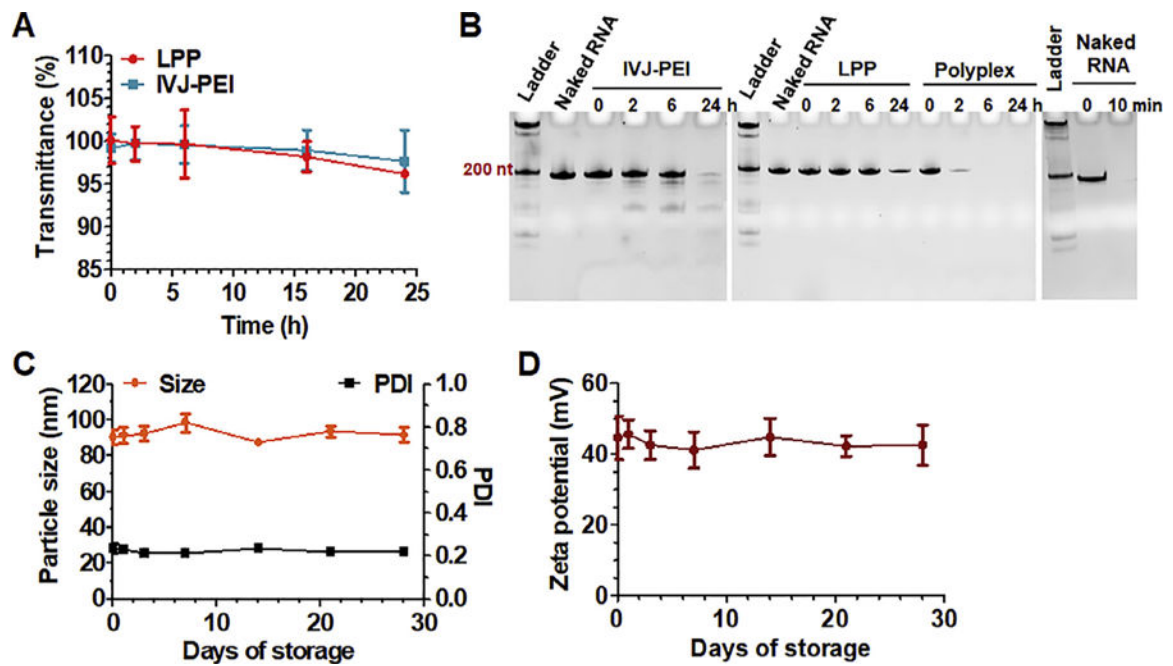 A
110
105
100
95
90
85
Transmittance (%)
LPP
IVJ-PEI
0 5 10 15 20 25
Time (h)
B
Ladder
Naked RNA
IVJ-PEI
0 2 6 24 h
200 nt
Ladder
Naked RNA
LPP
0 2 6 24
Polyplex
0 2 6 24 h
Ladder
Naked
RNA
0 10 min
C
120
100
80
60
40
20
0
Particle size (nm)
Size
PDI
1.0
0.8
0.6
0.4
0.2
0.0
PDI
0 10 20 30
Days of storage
D
60
40
20
0
Zeta potential (mV)
0 10 20 30
Days of storage